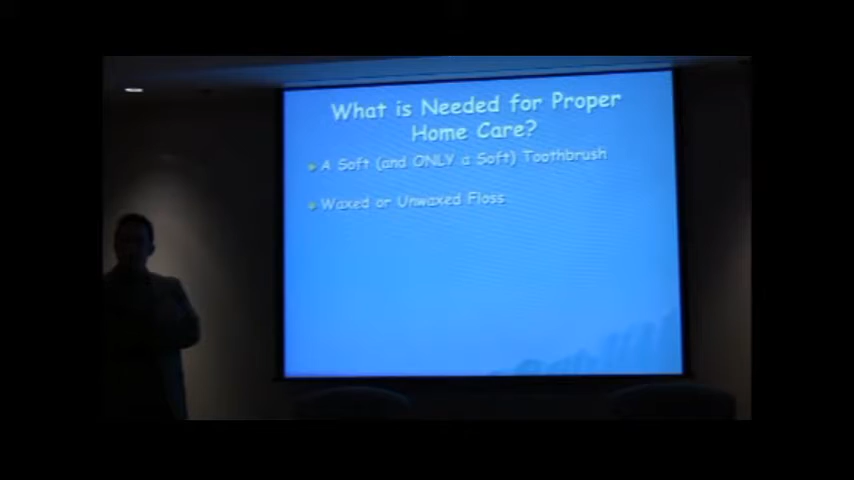 What is Needed for Proper
Home Care?
A Soft (and ONLY a Soft) Toothbrush
Waxed or Unwaxed Floss